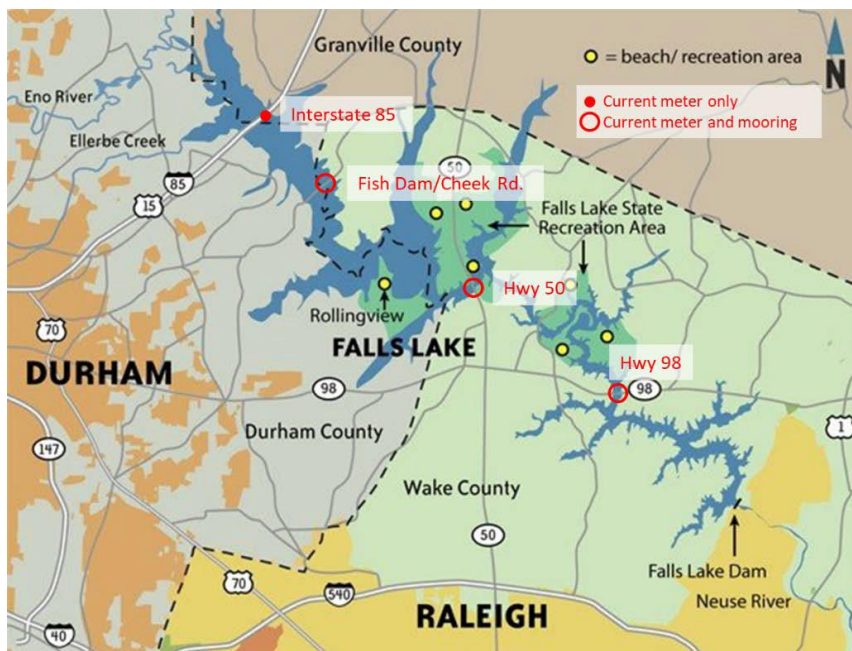 Granville County
= beach/ recreation area
N
Eno River
Current meter only
Interstate 85
Current meter and mooring
Ellerbe Creek
50
85
Fish Dam/Cheek Rd.
15
Falls Lake State
Recreation Area
Hwy 50
Rollingview
70
FALLS LAKE
DURHAM
Hwy 98
98
98
1
Durham County
147
Wake County
50
Falls Lake Dam
70
540
Neuse River
RALEIGH
40